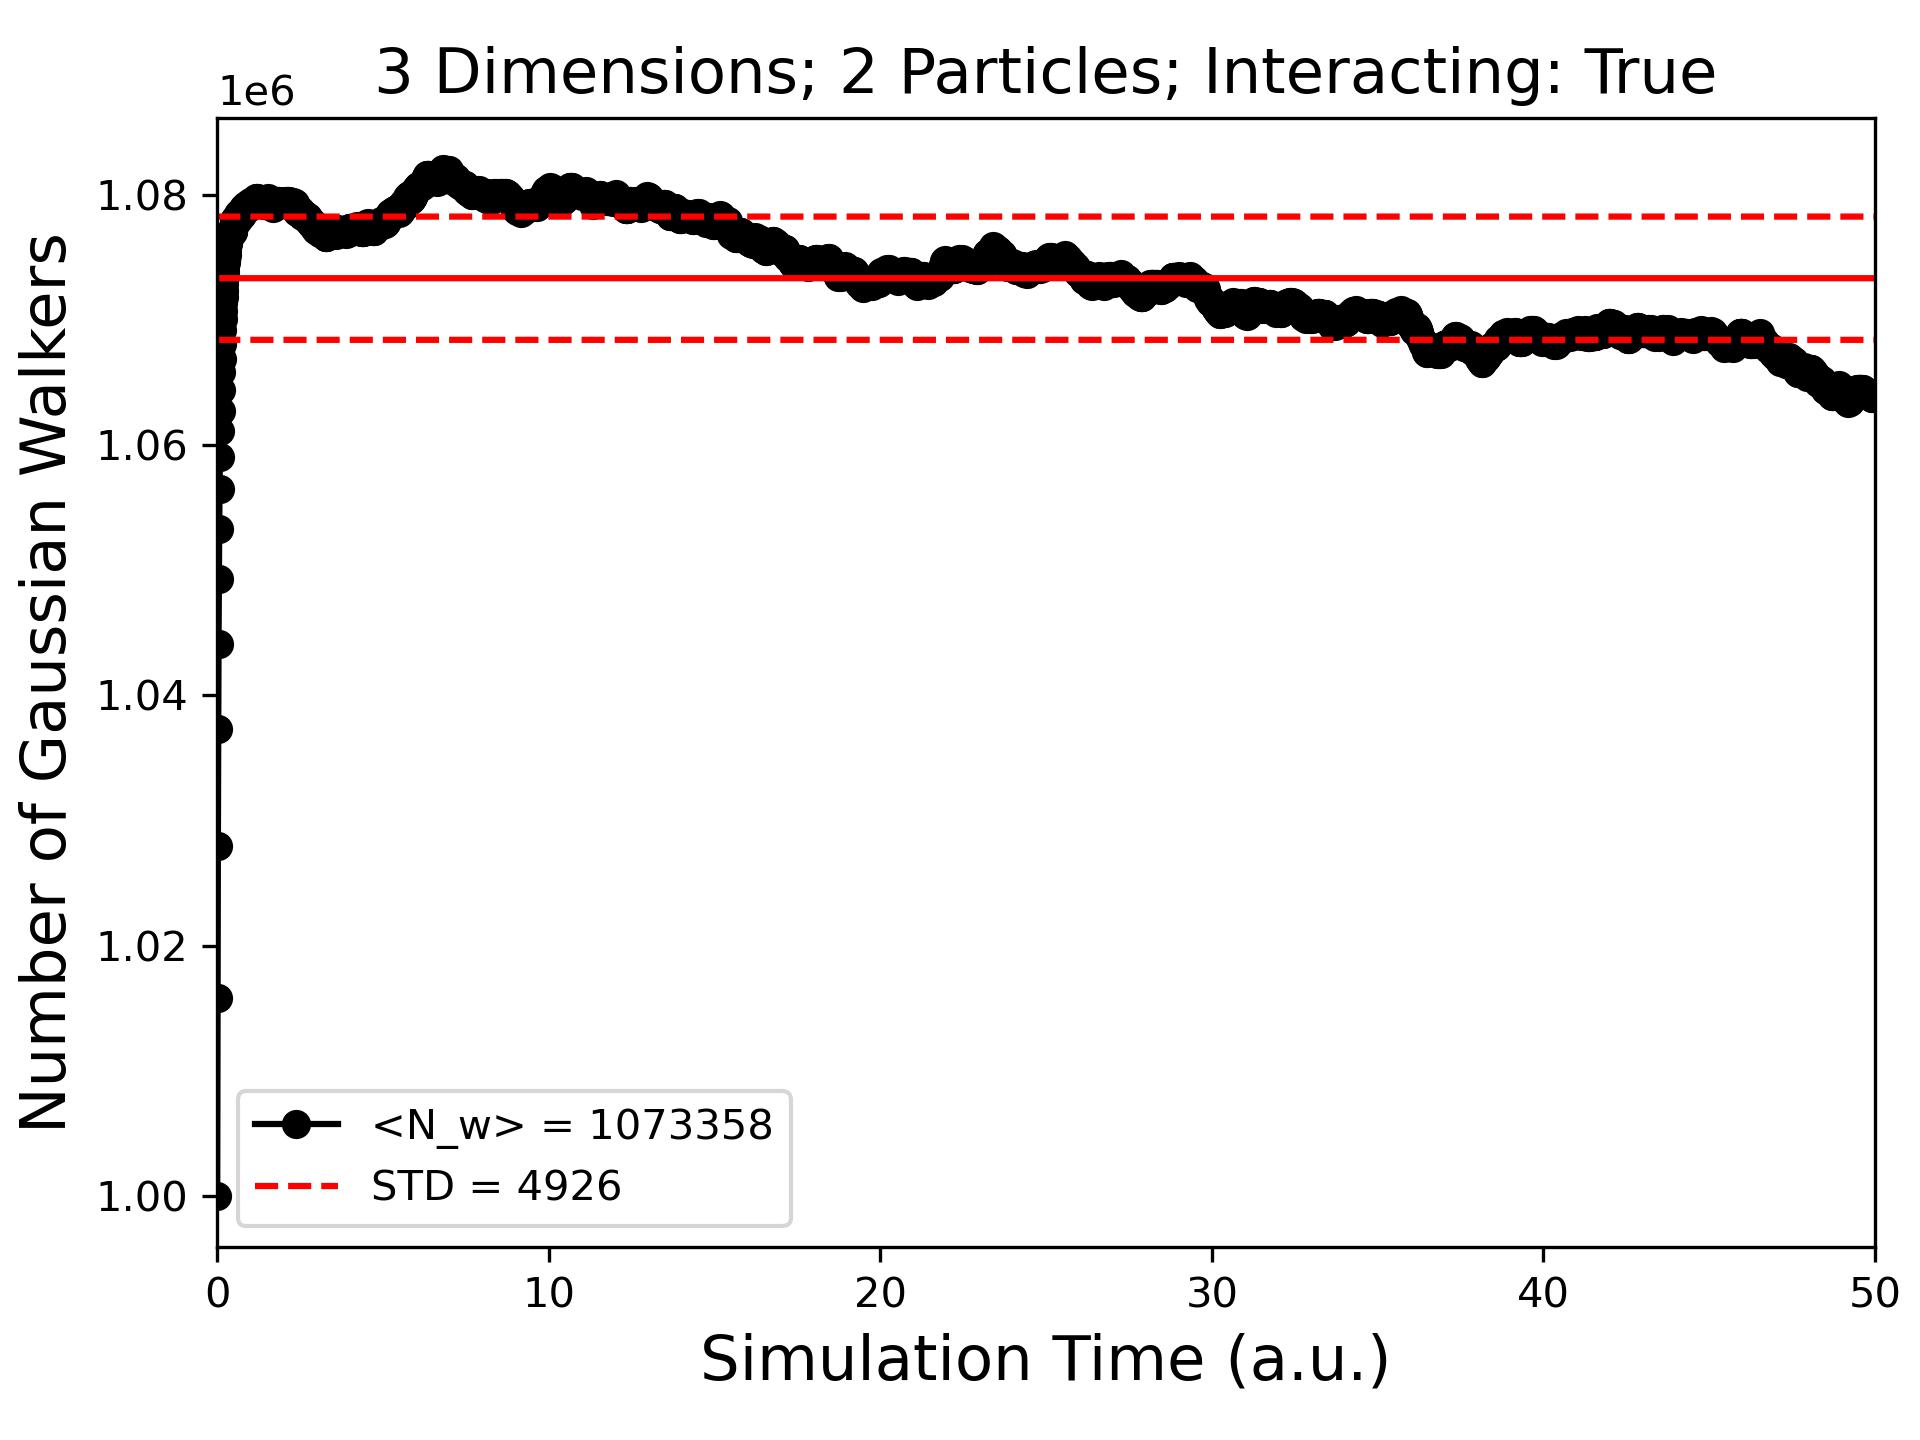 3 Dimensions; 2 Particles; Interacting: True
1e6
1.08
1.06
1.04
1.02
1.00
Number of Gaussian Walkers
<N_w> = 1073358
STD = 4926
0 10 20 30 40 50
Simulation Time (a.u.)